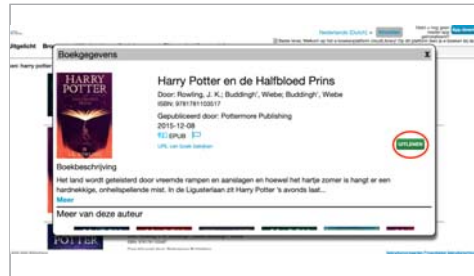 Nederlands (Dutch)
Uitgelicht
Boekgegevens
x
HARRY
POTTER
Harry Potter en de Halfbloed Prins
Door: Rowling, J. K.; Buddingh', Wiebe; Buddingh', Wiebe
ISBN: 9781781103517
Gepubliceerd door: Pottermore Publishing
2015-12-08
EPUB
URL van boek bekijken
UITLENEN
Boekbeschrijving
Het land wordt geteisterd door vreemde rampen en aanslagen en hoewel het hartje zomer is hangt er een
hardnekkige, onheilspellende mist. In de Ligusterlaan zit Harry Potter 's avonds laat...
Meer
Meer van deze auteur
POTTER